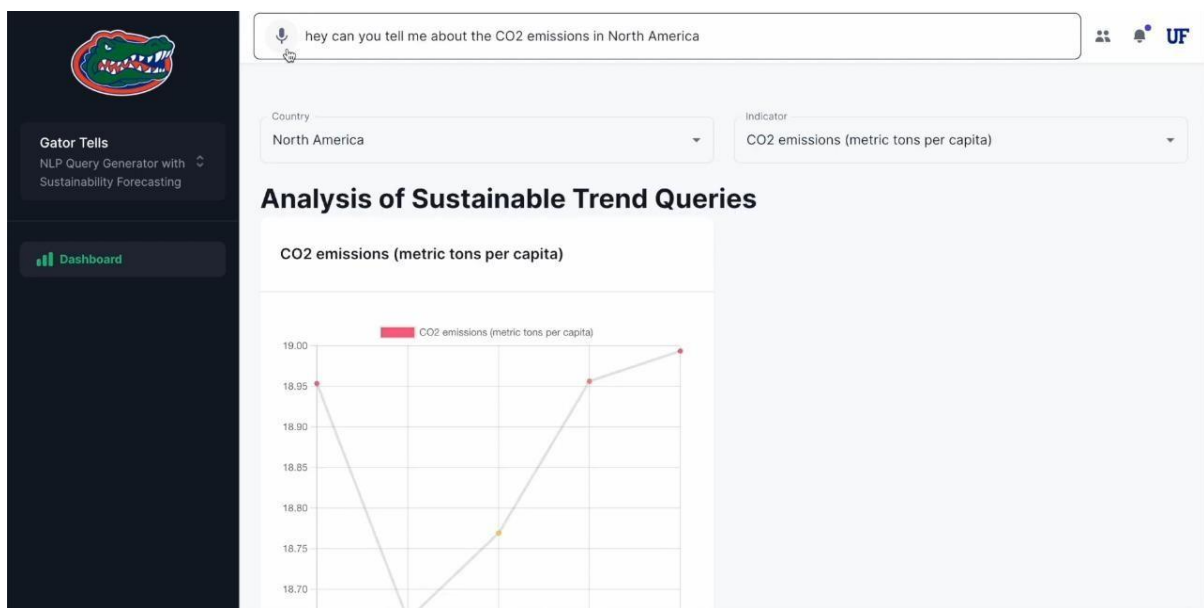 hey can you tell me about the CO2 emissions in North America
UF
Gator Tells
NLP Query Generator with
Sustainability Forecasting
Dashboard
Country
North America
Indicator
CO2 emissions (metric tons per capita)
Analysis of Sustainable Trend Queries
CO2 emissions (metric tons per capita)
CO2 emissions (metric tons per capita)
19.00
18.95
18.90
18.85
18.80
18.75
18.70